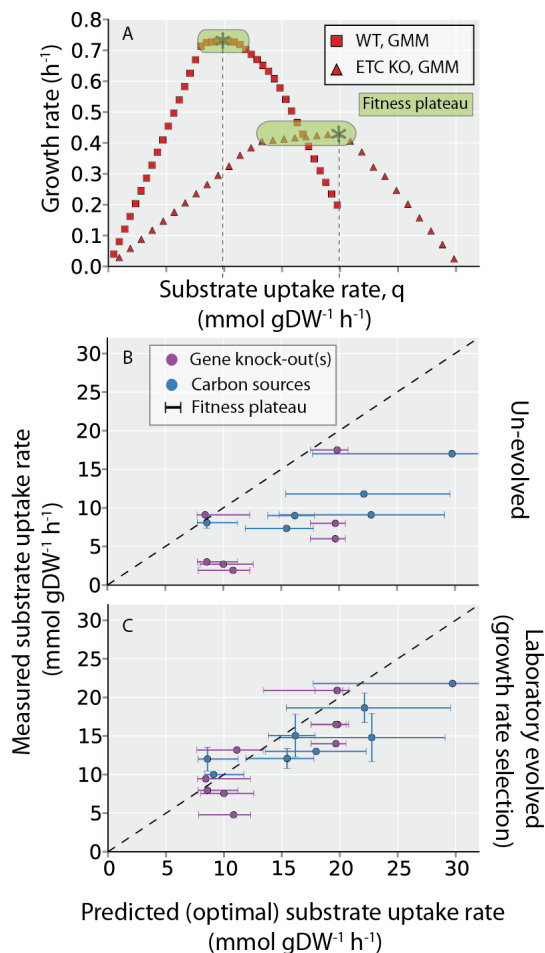 A
WT, GMM
ETC KO, GMM
Fitness plateau
Growth rate (h⁻¹)
0.8
0.7
0.6
0.5
0.4
0.3
0.2
0.1
0.0
Substrate uptake rate, q
(mmol gDW⁻¹ h⁻¹)
B
Gene knock-out(s)
Carbon sources
Fitness plateau
30
25
20
15
10
5
0
Un-evolved
Measured substrate uptake rate
(mmol gDW⁻¹ h⁻¹)
C
30
25
20
15
10
5
0
Laboratory evolved
(growth rate selection)
0 5 10 15 20 25 30
Predicted (optimal) substrate uptake rate
(mmol gDW⁻¹ h⁻¹)